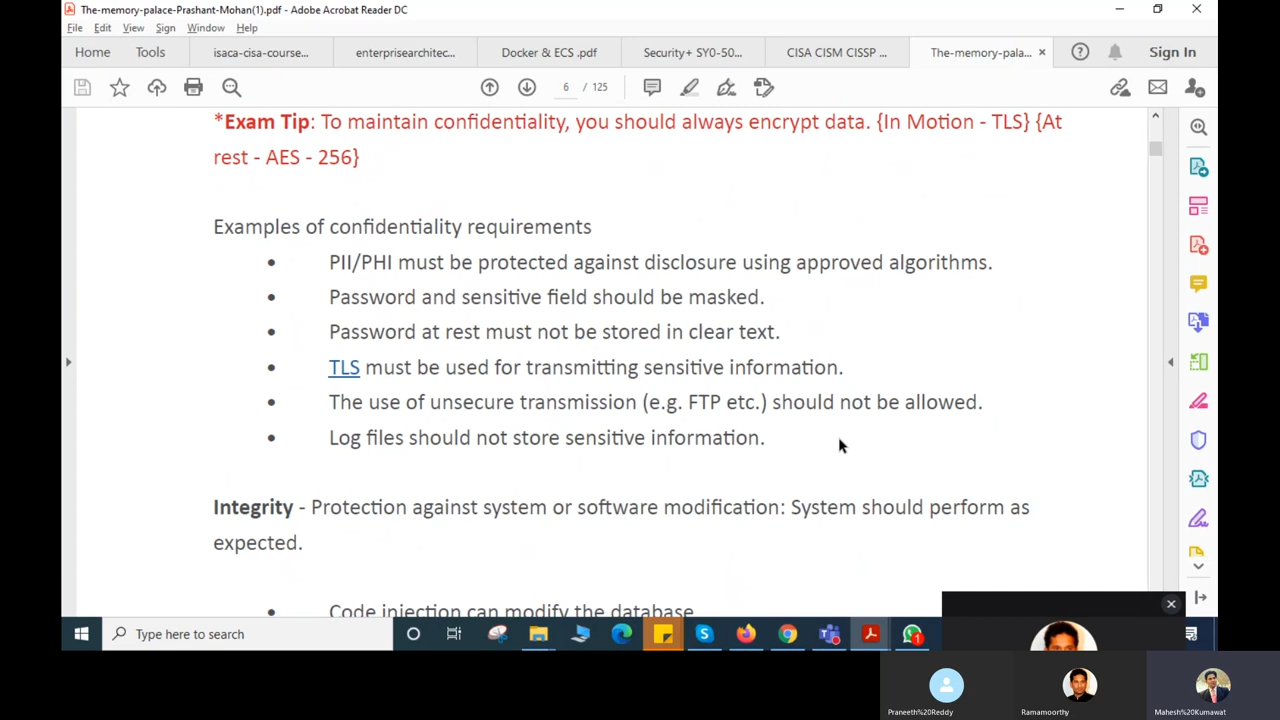 The-memory-palace-Prashant-Mohan(1).pdf - Adobe Acrobat Reader DC
File Edit View Sign Window Help
Home Tools isaca-cisa-course... enterprisearchitec... Docker & ECS .pdf Security+ SY0-50... CISA CISM CISSP ... The-memory-pala... Sign In
6 / 125
*Exam Tip: To maintain confidentiality, you should always encrypt data. {In Motion - TLS} {At
rest - AES - 256}
Examples of confidentiality requirements
• PII/PHI must be protected against disclosure using approved algorithms.
• Password and sensitive field should be masked.
• Password at rest must not be stored in clear text.
• TLS must be used for transmitting sensitive information.
• The use of unsecure transmission (e.g. FTP etc.) should not be allowed.
• Log files should not store sensitive information.
Integrity - Protection against system or software modification: System should perform as
expected.
• Code injection can modify the database
Type here to search
1
Praneeth%20Reddy Ramamoorthy Mahesh%20Kumawat